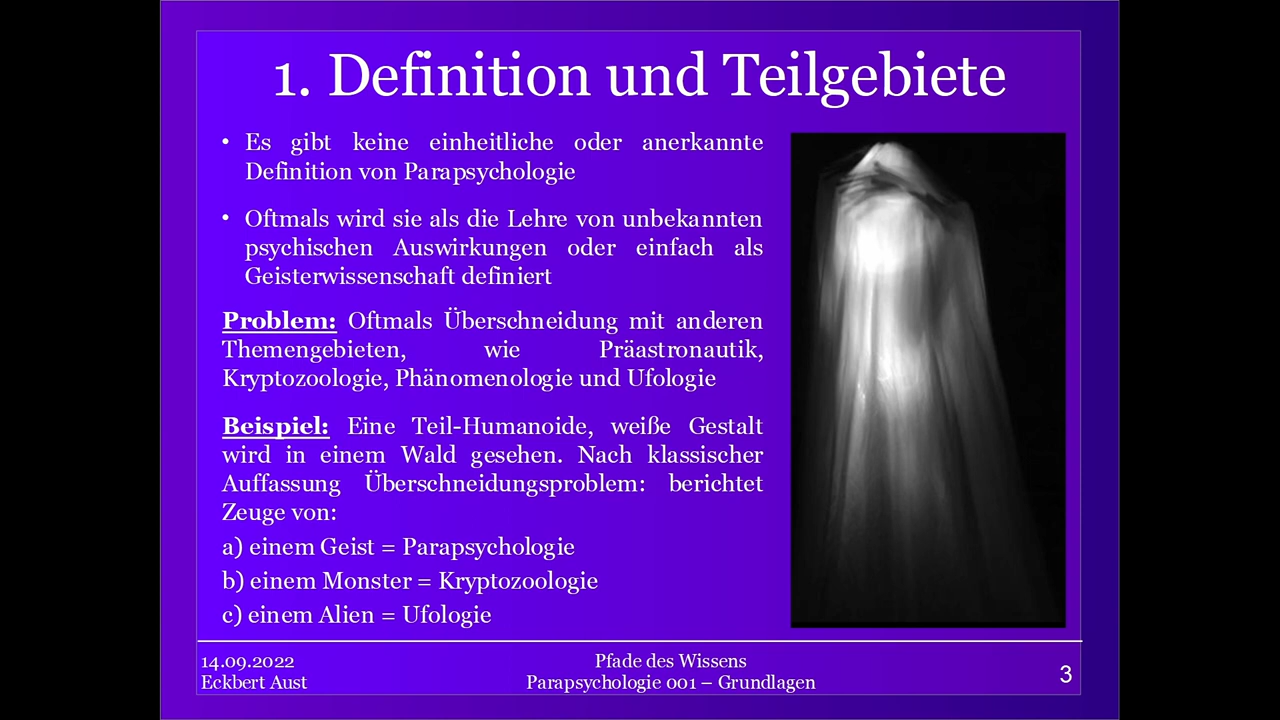 1. Definition und Teilgebiete
• Es gibt keine einheitliche oder anerkannte
Definition von Parapsychologie
• Oftmals wird sie als die Lehre von unbekannten
psychischen Auswirkungen oder einfach als
Geisterwissenschaft definiert
Problem: Oftmals Überschneidung mit anderen
Themengebieten, wie Präastronautik,
Kryptozoologie, Phänomenologie und Ufologie
Beispiel: Eine Teil-Humanoide, weiße Gestalt
wird in einem Wald gesehen. Nach klassischer
Auffassung Überschneidungsproblem: berichtet
Zeuge von:
a) einem Geist = Parapsychologie
b) einem Monster = Kryptozoologie
c) einem Alien = Ufologie
14.09.2022
Eckbert Aust
Pfade des Wissens
Parapsychologie 001 – Grundlagen
3